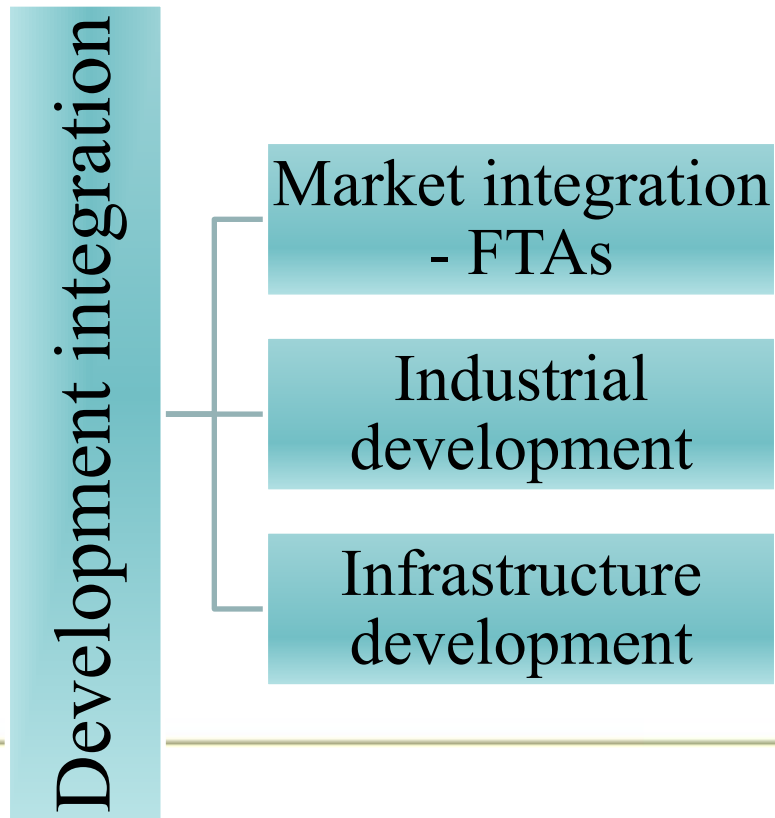 Development integration
Market integration
- FTAs
Industrial
development
Infrastructure
development